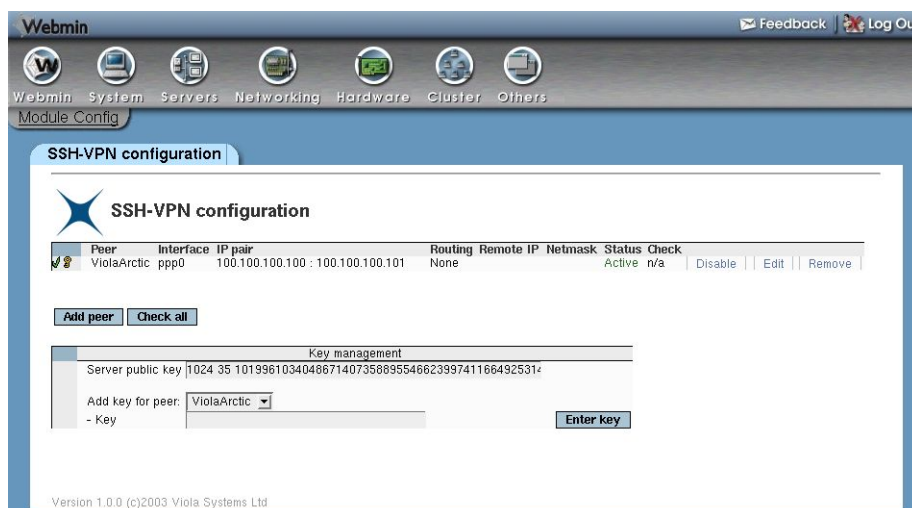 Webmin
Feedback Log Ou
Webmin System Servers Networking Hardware Cluster Others
Module Config
SSH-VPN configuration
SSH-VPN configuration
Peer Interface IP pair Routing Remote IP Netmask Status Check
ViolaArctic ppp0 100.100.100.100 : 100.100.100.101 None Active n/a Disable Edit Remove
Add peer Check all
Key management
Server public key 1024 35 101996103404867140735889554662399741166492531
Add key for peer: ViolaArctic
- Key Enter key
Version 1.0.0 (c)2003 Viola Systems Ltd